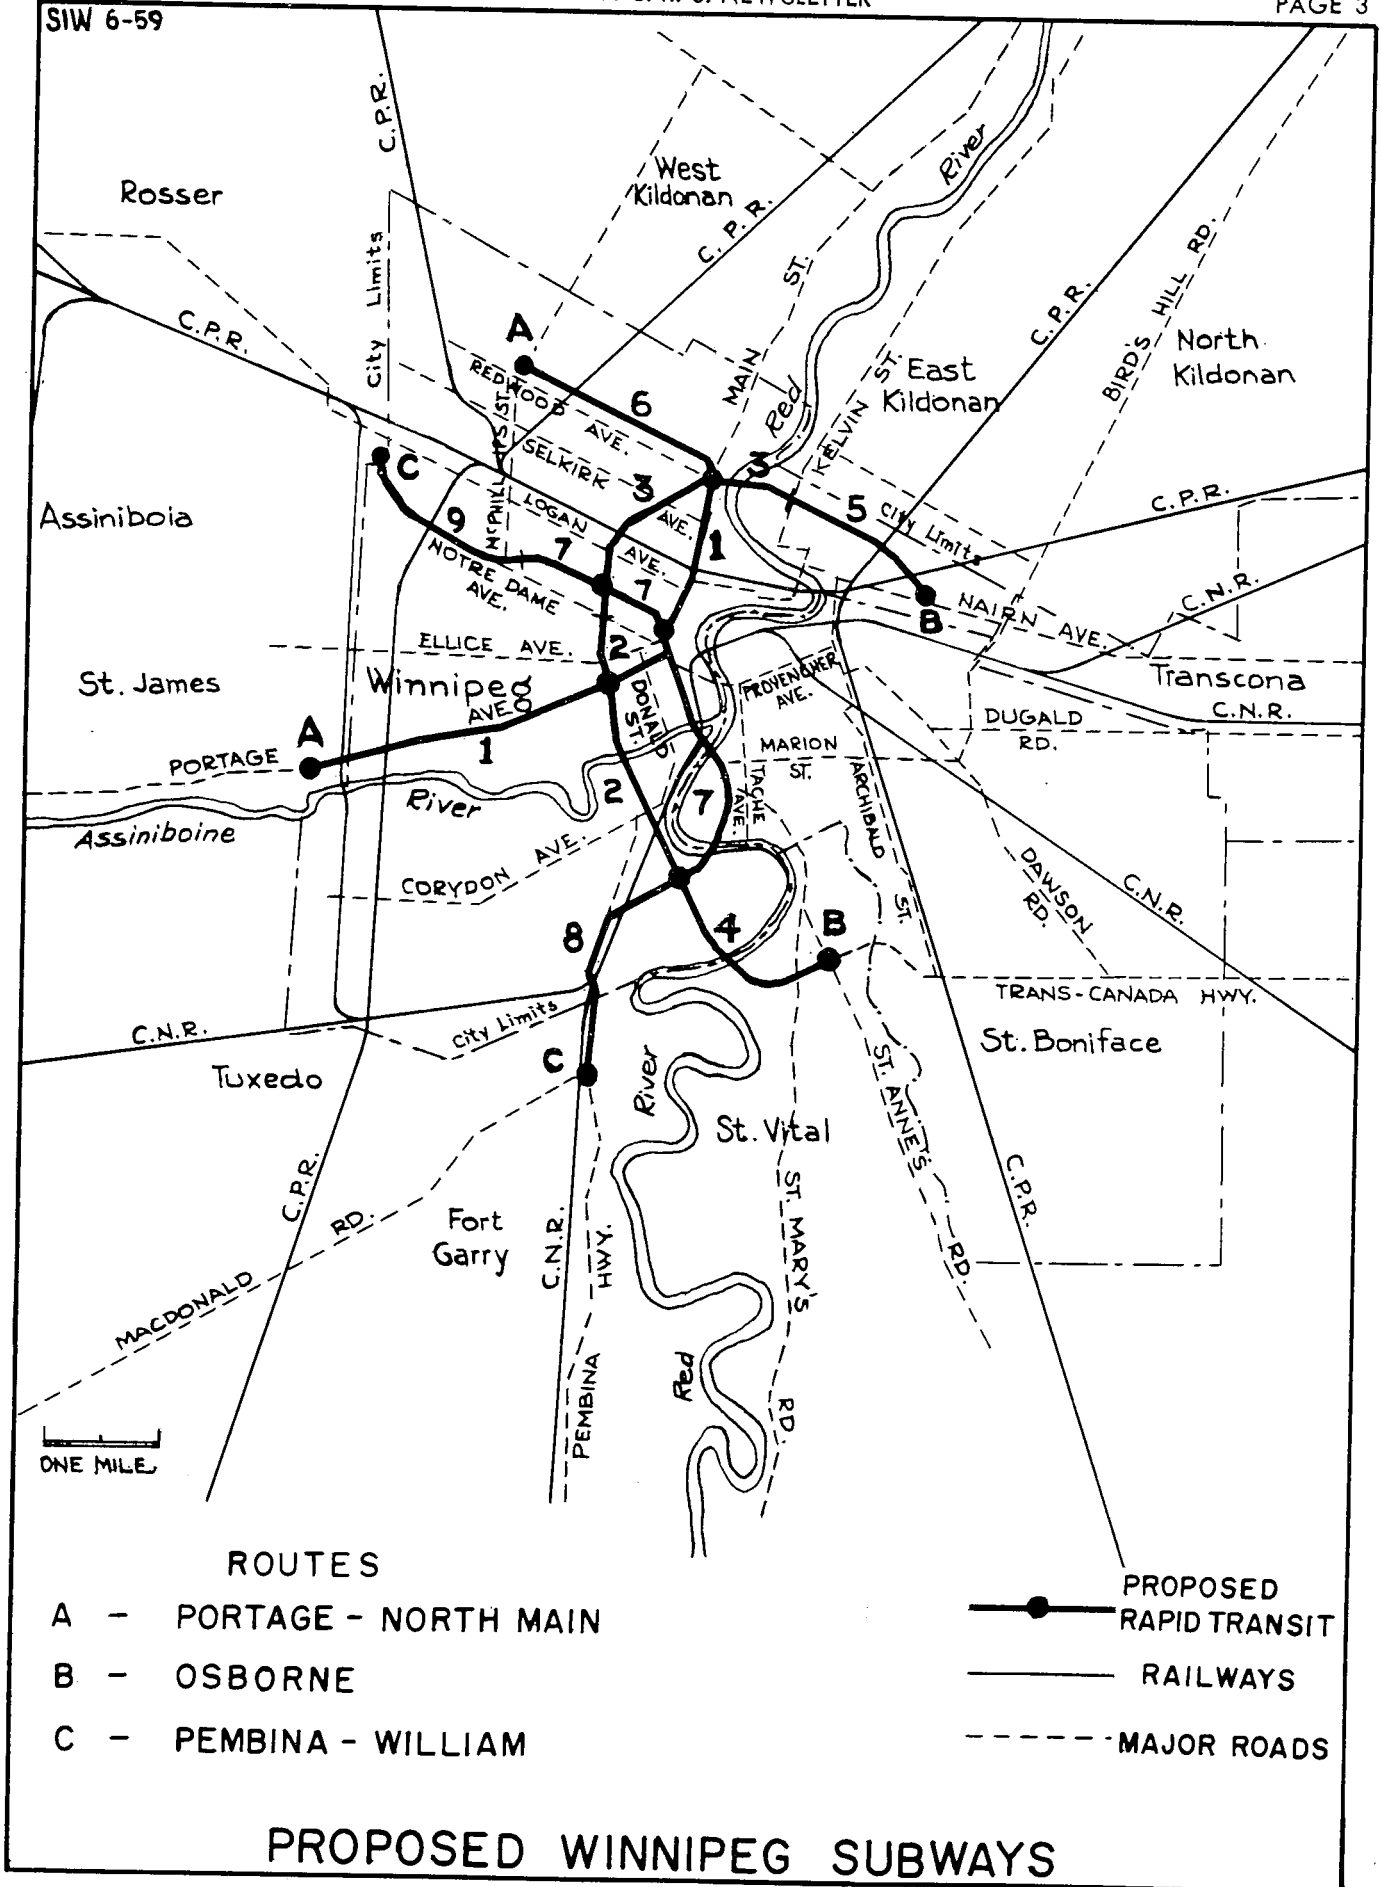 PAGE 3
SIW 6-59
C.P.R.
River
West
Kildonan
Rosser
C. P. R.
City Limits
ST.
BIRD'S HILL RD.
C.P.R.
C.P.R.
A
North
Kildonan
East
Kildonan
MAIN
Red
KELVIN ST.
REDWOOD AVE.
6
SELKIRK AVE.
3
3
C
9
McPHILLIPS ST.
LOGAN AVE.
5
City Limits
C.P.R.
Assiniboia
7
1
1
NOTRE DAME
AVE.
B
NAIRN AVE.
C.N.R.
ELLICE AVE.
2
St. James
Winnipeg
DONALD
ST.
PROVENCHER
AVE.
Transcona
C.N.R.
AVE.
DUGALD
RD.
A
PORTAGE
1
MARION
ST.
TACHE
AVE.
ARCHIBALD ST.
River
2
7
Assiniboine
CORYDON AVE.
DAWSON
RD.
C.N.R.
8
4
B
TRANS-CANADA HWY.
C.N.R.
City Limits
St. Boniface
C
Tuxedo
River
ST. ANNE'S RD.
St. Vital
C.P.R.
C.P.R.
RD.
Fort
Garry
C.N.R.
HWY.
ST. MARY'S RD.
MACDONALD
PEMBINA
Red
ONE MILE
ROUTES
A - PORTAGE - NORTH MAIN
B - OSBORNE
C - PEMBINA - WILLIAM
PROPOSED
RAPID TRANSIT
RAILWAYS
MAJOR ROADS
PROPOSED WINNIPEG SUBWAYS